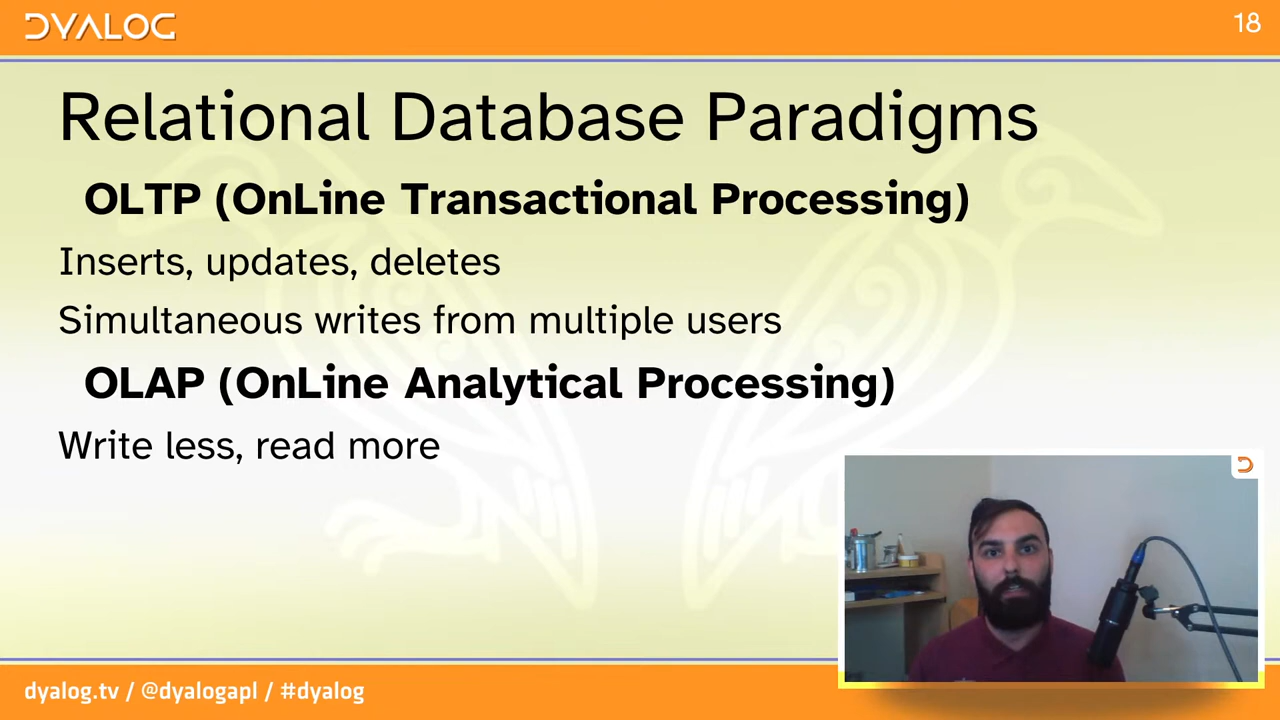 DYALOG
18
Relational Database Paradigms
OLTP (OnLine Transactional Processing)
Inserts, updates, deletes
Simultaneous writes from multiple users
OLAP (OnLine Analytical Processing)
Write less, read more
dyalog.tv / @dyalogapl / #dyalog